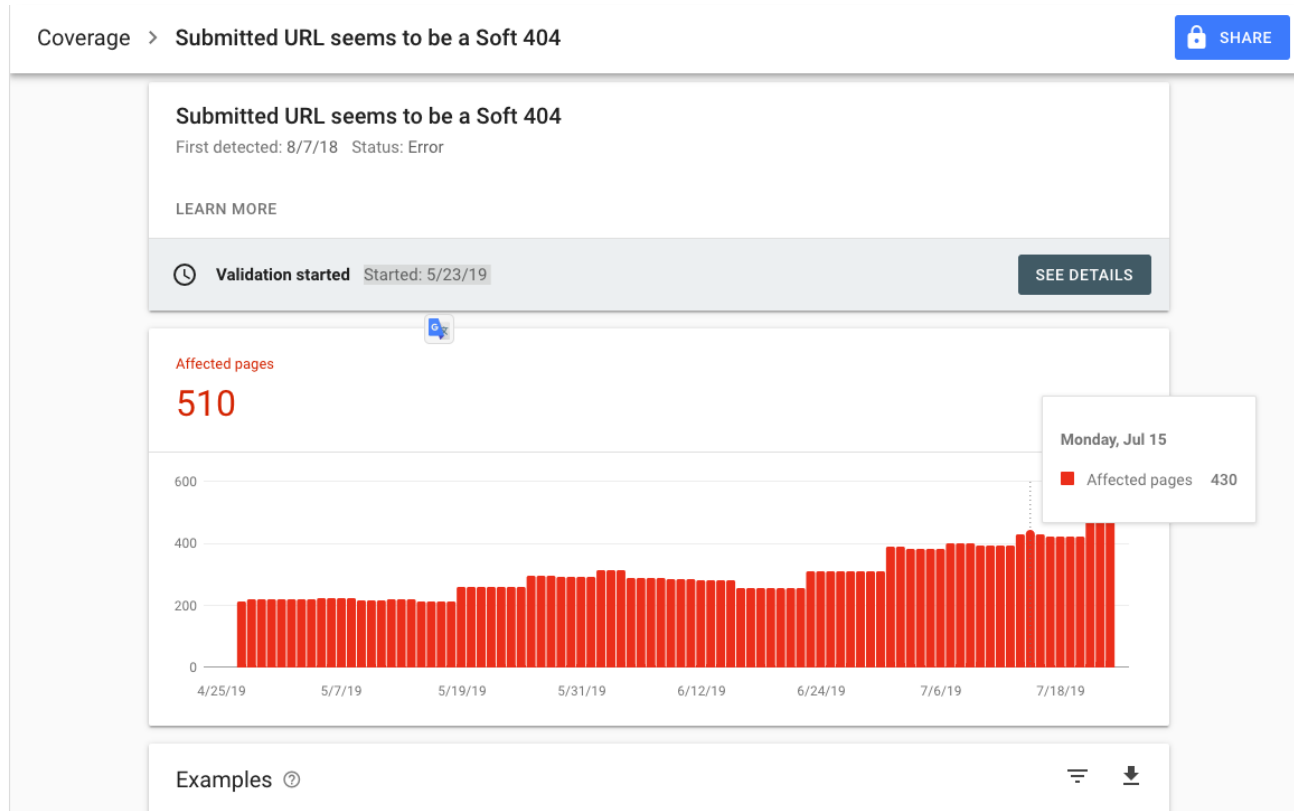 Coverage > Submitted URL seems to be a Soft 404
SHARE
Submitted URL seems to be a Soft 404
First detected: 8/7/18 Status: Error
LEARN MORE
Validation started Started: 5/23/19
SEE DETAILS
G
Affected pages
510
Monday, Jul 15
Affected pages 430
600
400
200
0
4/25/19 5/7/19 5/19/19 5/31/19 6/12/19 6/24/19 7/6/19 7/18/19
Examples ?